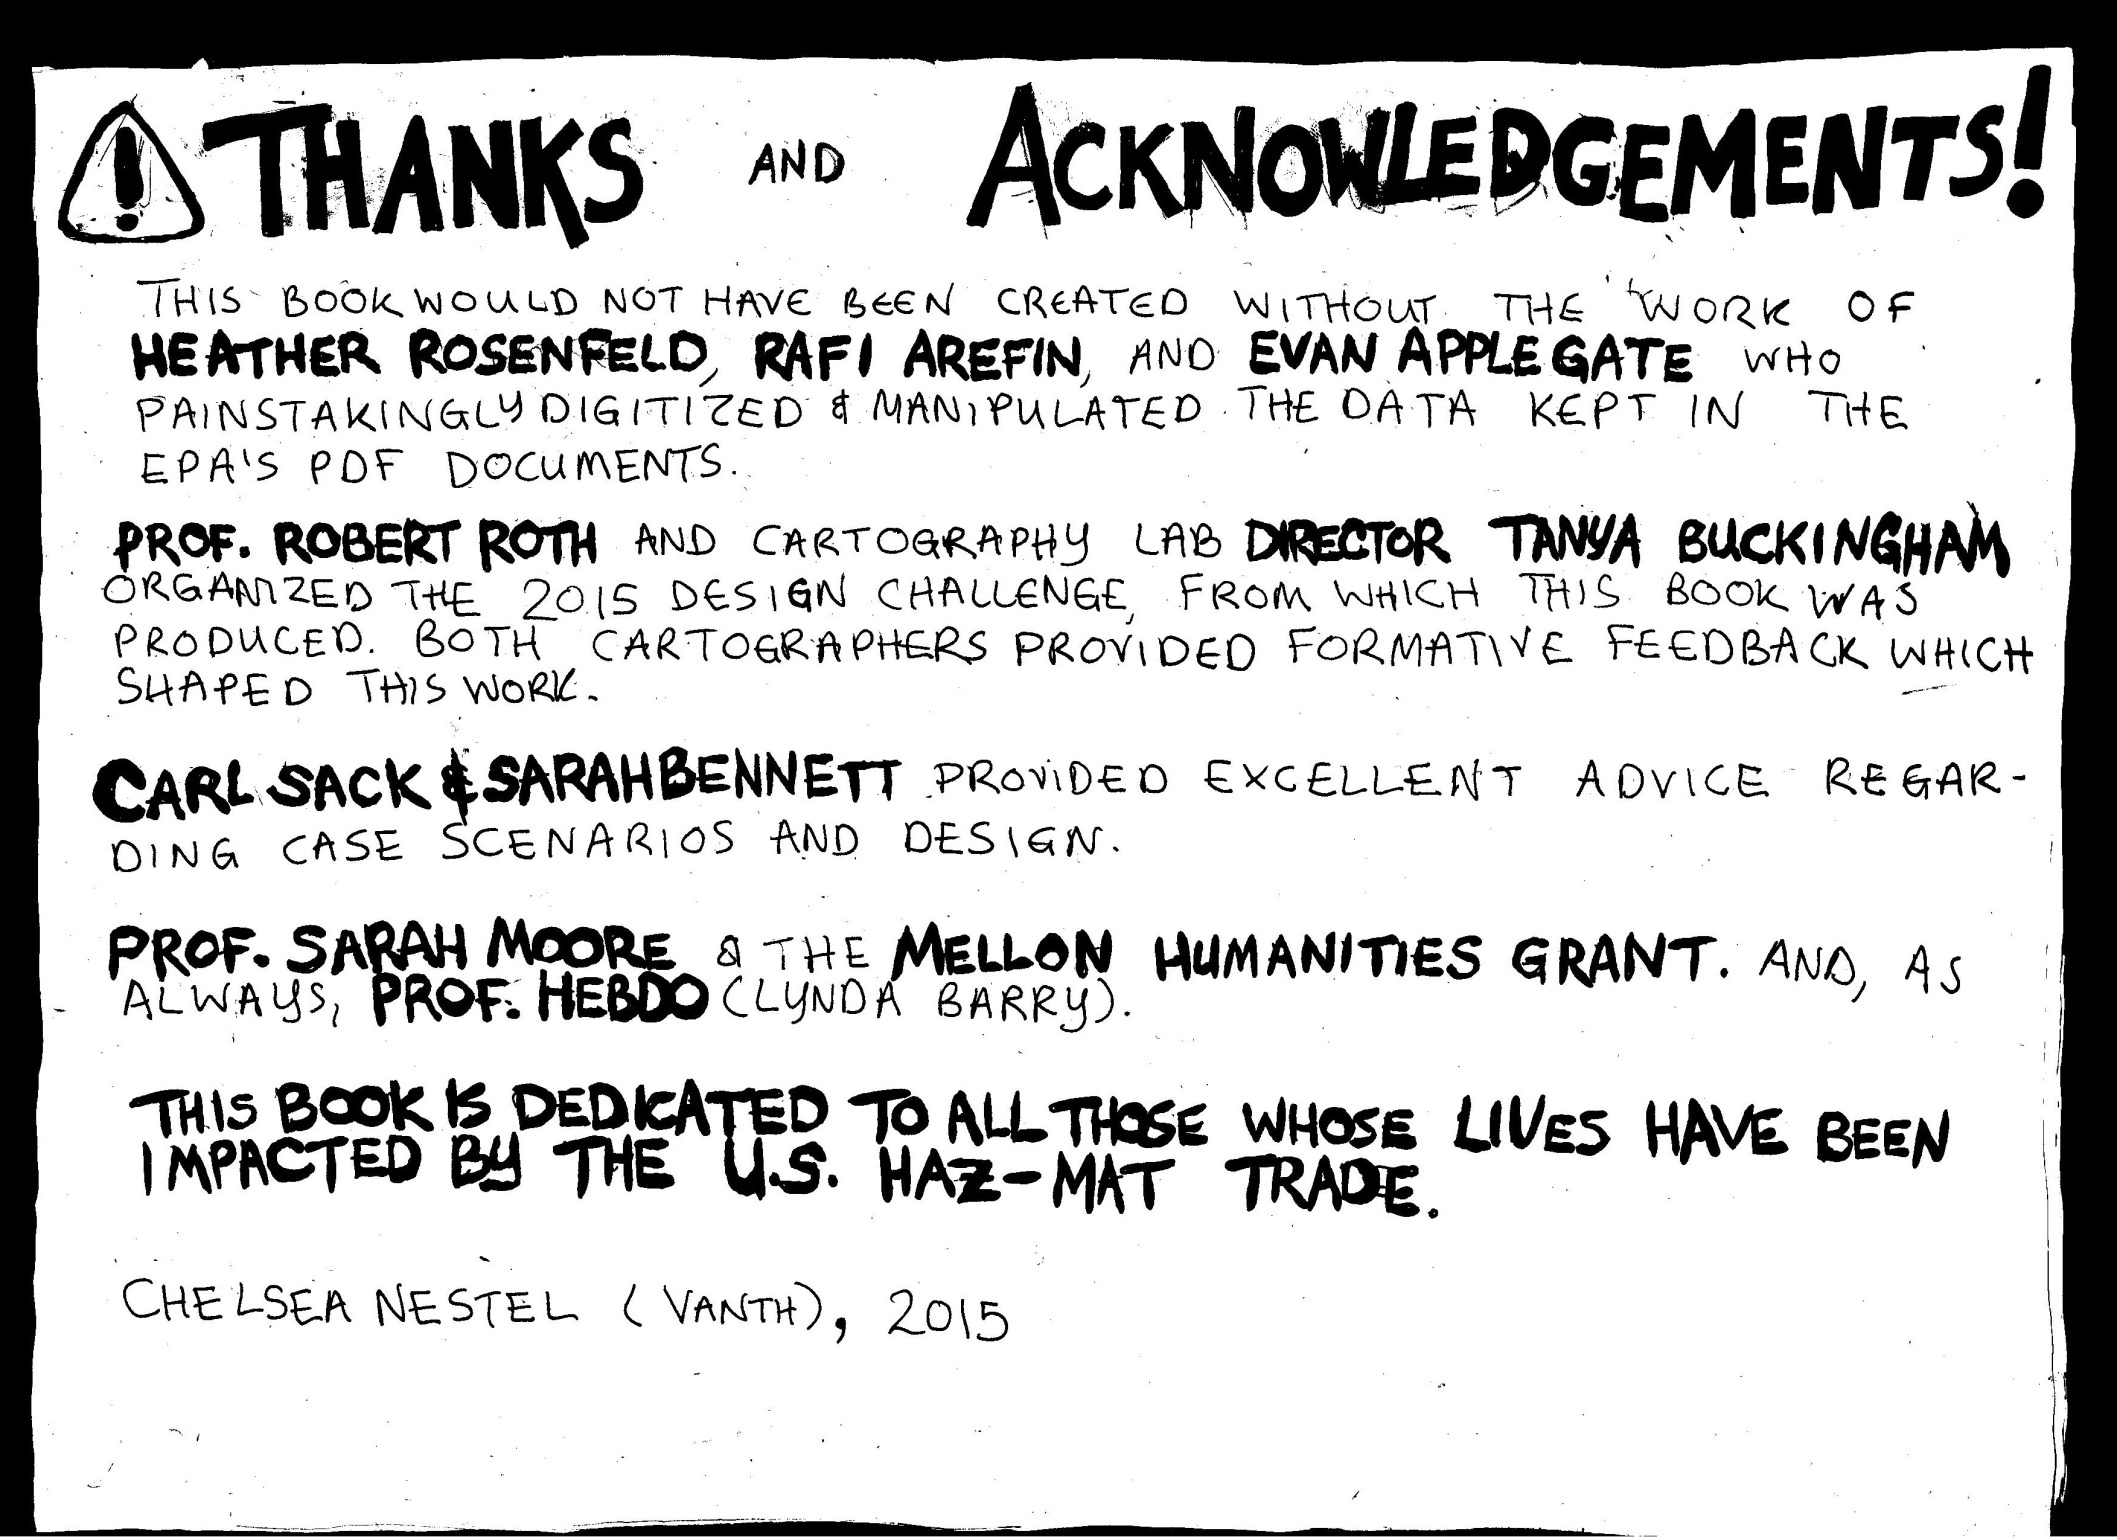 ! THANKS AND ACKNOWLEDGEMENTS!
THIS BOOK WOULD NOT HAVE BEEN CREATED WITHOUT THE WORK OF
HEATHER ROSENFELD, RAFI AREFIN, AND EVAN APPLEGATE WHO
PAINSTAKINGLY DIGITIZED & MANIPULATED THE DATA KEPT IN THE
EPA'S PDF DOCUMENTS.
PROF. ROBERT ROTH AND CARTOGRAPHY LAB DIRECTOR TANYA BUCKINGHAM
ORGANIZED THE 2015 DESIGN CHALLENGE, FROM WHICH THIS BOOK WAS
PRODUCED. BOTH CARTOGRAPHERS PROVIDED FORMATIVE FEEDBACK WHICH
SHAPED THIS WORK.
CARL SACK & SARAH BENNETT PROVIDED EXCELLENT ADVICE REGAR-
DING CASE SCENARIOS AND DESIGN.
PROF. SARAH MOORE & THE MELLON HUMANITIES GRANT. AND, AS
ALWAYS, PROF. HEBDO (LYNDA BARRY).
THIS BOOK IS DEDICATED TO ALL THOSE WHOSE LIVES HAVE BEEN
IMPACTED BY THE U.S. HAZ-MAT TRADE.
CHELSEA NESTEL (VANTH), 2015